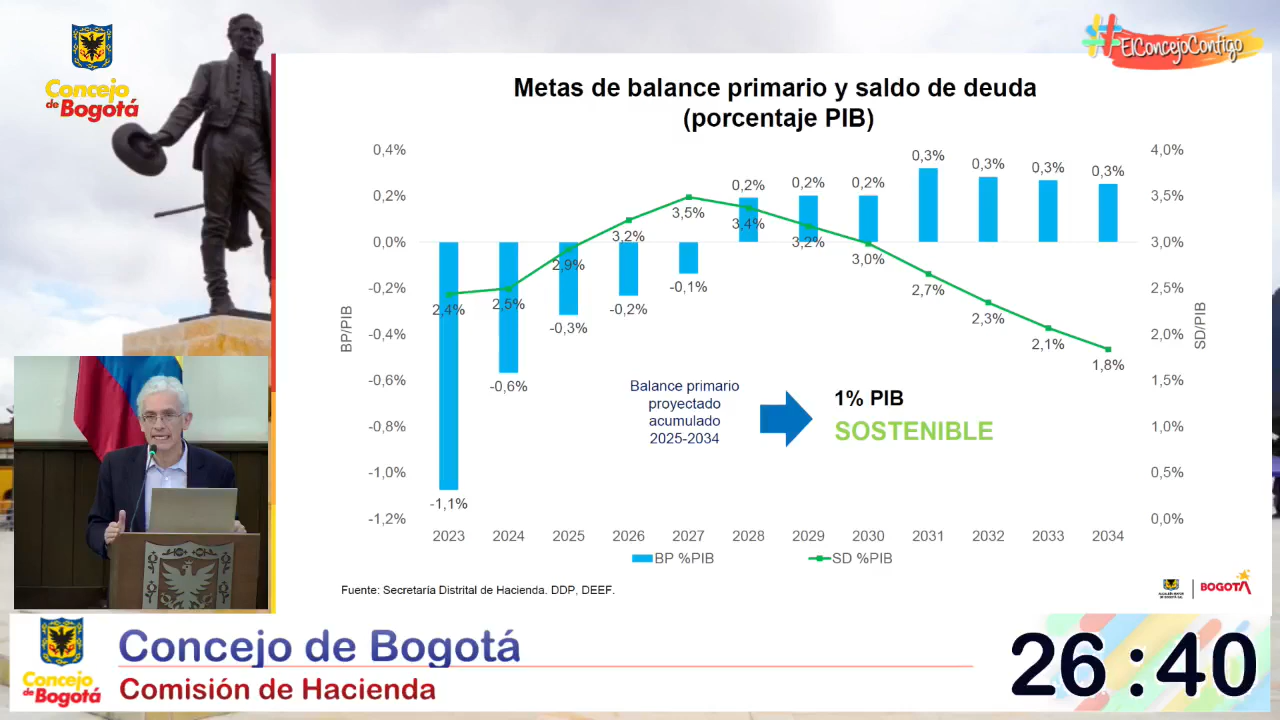 Concejo
de Bogotá
#ElConcejoContigo
Metas de balance primario y saldo de deuda
(porcentaje PIB)
0,4%
0,2%
0,0%
-0,2%
-0,4%
-0,6%
-0,8%
-1,0%
-1,2%
BP/PIB
4,0%
3,5%
3,0%
2,5%
2,0%
1,5%
1,0%
0,5%
0,0%
SD/PIB
0,2%
0,2%
0,2%
0,3%
0,3%
0,3%
0,3%
2,4%
2,5%
2,9%
3,2%
3,5%
3,4%
3,2%
3,0%
2,7%
2,3%
2,1%
1,8%
-1,1%
-0,6%
-0,3%
-0,2%
-0,1%
Balance primario
proyectado
acumulado
2025-2034
1% PIB
SOSTENIBLE
2023 2024 2025 2026 2027 2028 2029 2030 2031 2032 2033 2034
BP %PIB SD %PIB
Fuente: Secretaría Distrital de Hacienda. DDP, DEEF.
ALCALDÍA MAYOR
DE BOGOTÁ D.C.
BOGOTÁ
Concejo
de Bogotá
Concejo de Bogotá
Comisión de Hacienda
26:40